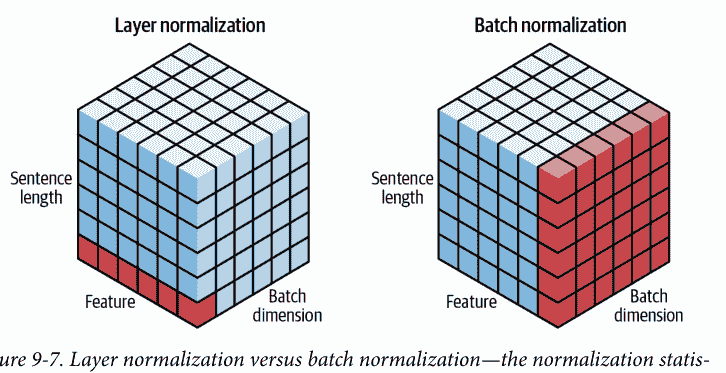 Layer normalization
Batch normalization
Sentence
length
Feature
Batch
dimension
Sentence
length
Feature
Batch
dimension
ure 9-7. Layer normalization versus batch normalization—the normalization statis-